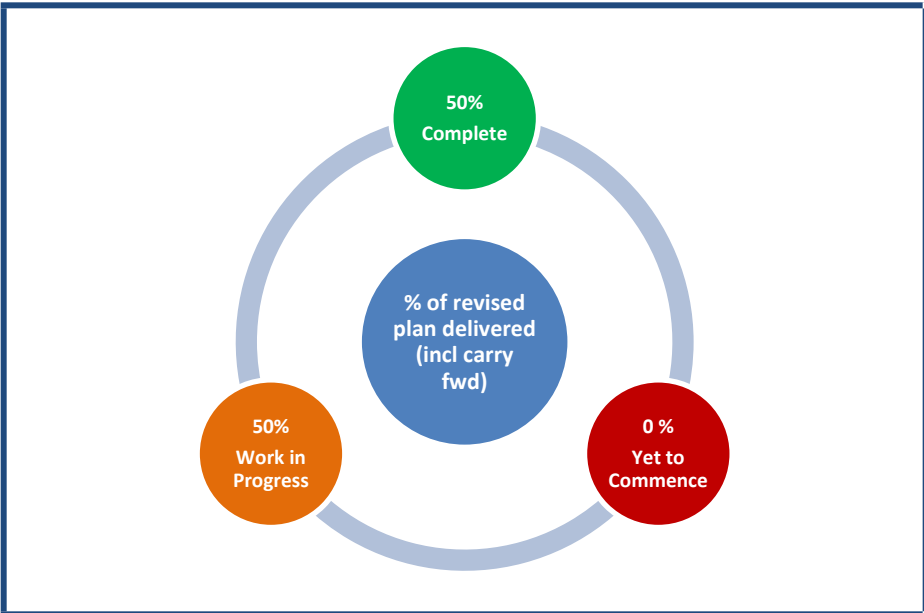 50%
Complete
% of revised
plan delivered
(incl carry
fwd)
50%
Work in
Progress
0 %
Yet to
Commence